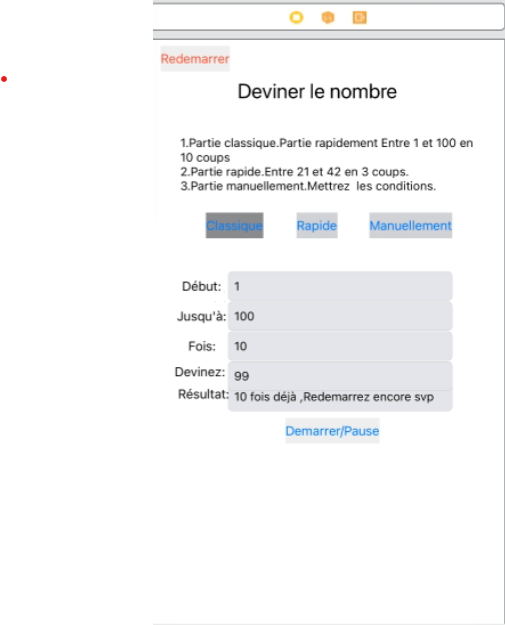 Redemarrer
Deviner le nombre
1.Partie classique.Partie rapidement Entre 1 et 100 en
10 coups
2.Partie rapide.Entre 21 et 42 en 3 coups.
3.Partie manuellement.Mettrez les conditions.
Classique Rapide Manuellement
Début: 1
Jusqu'à: 100
Fois: 10
Devinez: 99
Résultat: 10 fois déjà ,Redemarrez encore svp
Demarrer/Pause